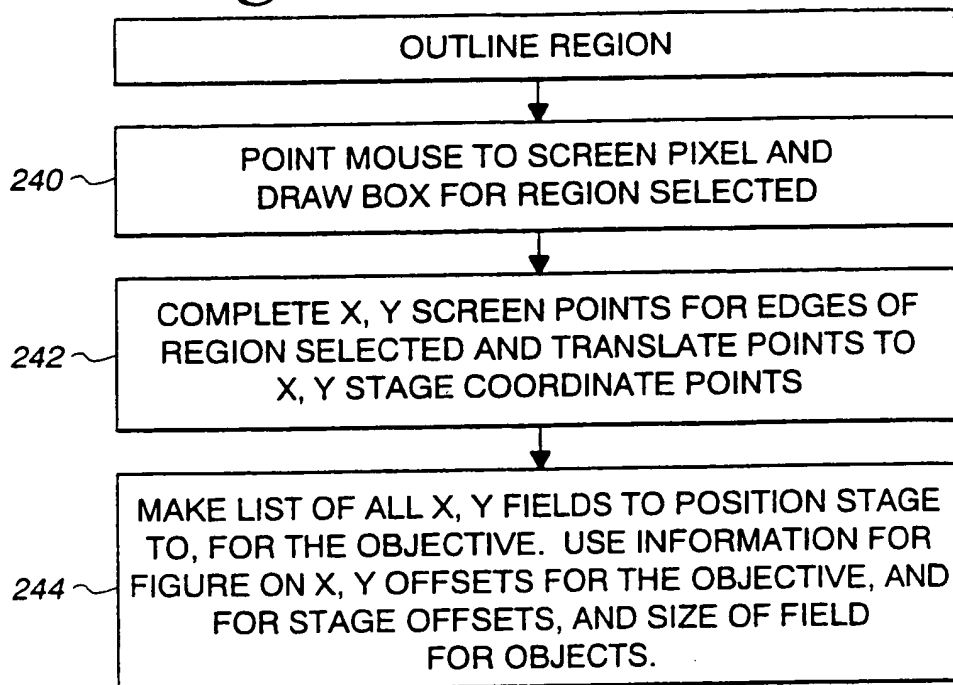 OUTLINE REGION
240
POINT MOUSE TO SCREEN PIXEL AND
DRAW BOX FOR REGION SELECTED
242
COMPLETE X, Y SCREEN POINTS FOR EDGES OF
REGION SELECTED AND TRANSLATE POINTS TO
X, Y STAGE COORDINATE POINTS
244
MAKE LIST OF ALL X, Y FIELDS TO POSITION STAGE
TO, FOR THE OBJECTIVE. USE INFORMATION FOR
FIGURE ON X, Y OFFSETS FOR THE OBJECTIVE, AND
FOR STAGE OFFSETS, AND SIZE OF FIELD
FOR OBJECTS.